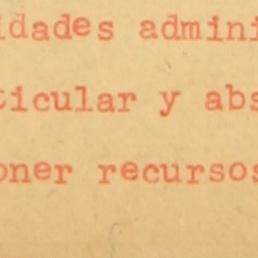 idades admini
ticular y abs
oner recursos